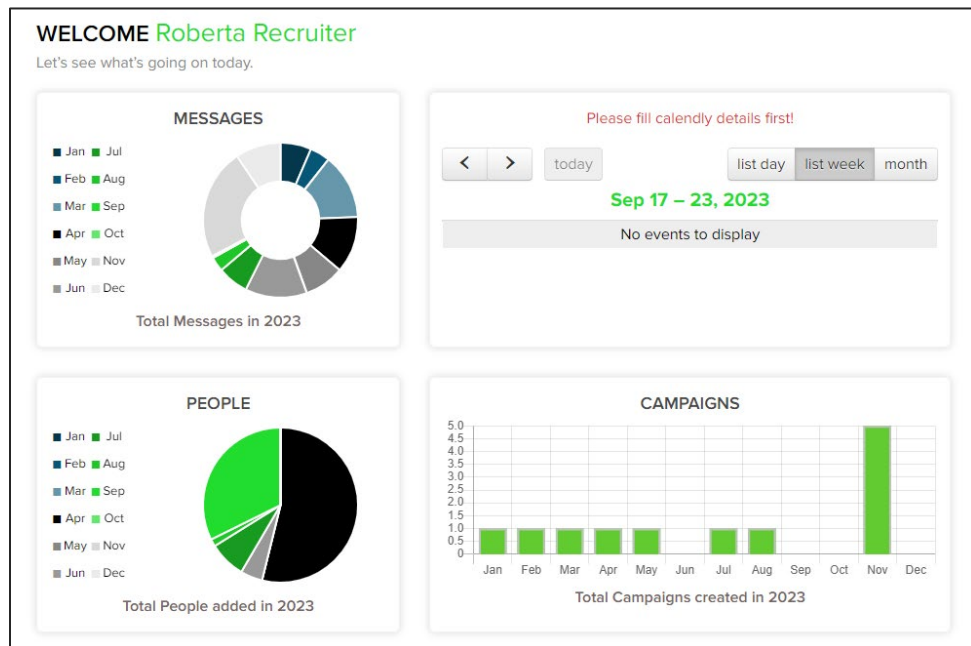 WELCOME Roberta Recruiter
Let's see what's going on today.
MESSAGES
Jan Jul
Feb Aug
Mar Sep
Apr Oct
May Nov
Jun Dec
Total Messages in 2023
Please fill calendly details first!
< > today list day list week month
Sep 17 – 23, 2023
No events to display
PEOPLE
Jan Jul
Feb Aug
Mar Sep
Apr Oct
May Nov
Jun Dec
Total People added in 2023
CAMPAIGNS
5.0
4.5
4.0
3.5
3.0
2.5
2.0
1.5
1.0
0.5
0
Jan Feb Mar Apr May Jun Jul Aug Sep Oct Nov Dec
Total Campaigns created in 2023